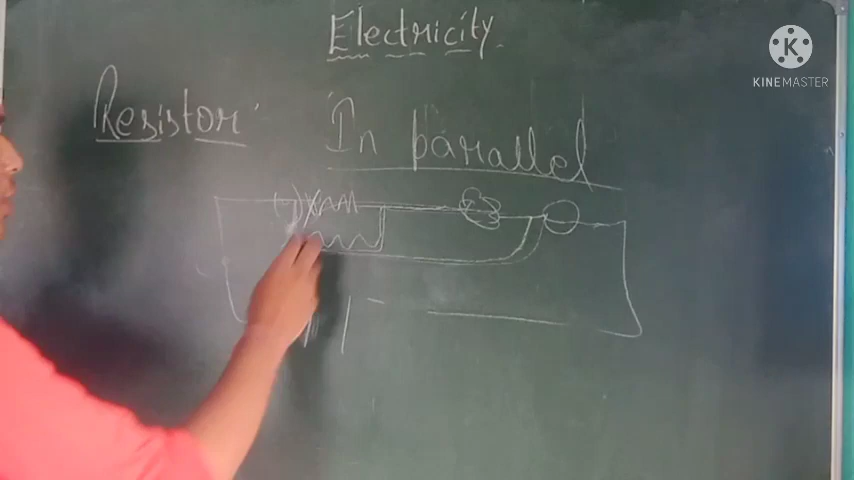 Electricity.
K
KINEMASTER
Resistor
In parallel